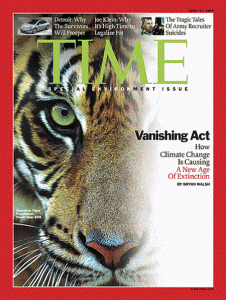 Detroit: Why
The Survivors
Will Prosper
Joe Klein: Why
It's High Time to
Legalize Pot
The Tragic Tales
Of Army Recruiter
Suicides
TIME
SPECIAL ENVIRONMENT ISSUE
Vanishing Act
How
Climate Change
Is Causing
A New Age
Of Extinction
BY BRYAN WALSH
Sumatran Tiger